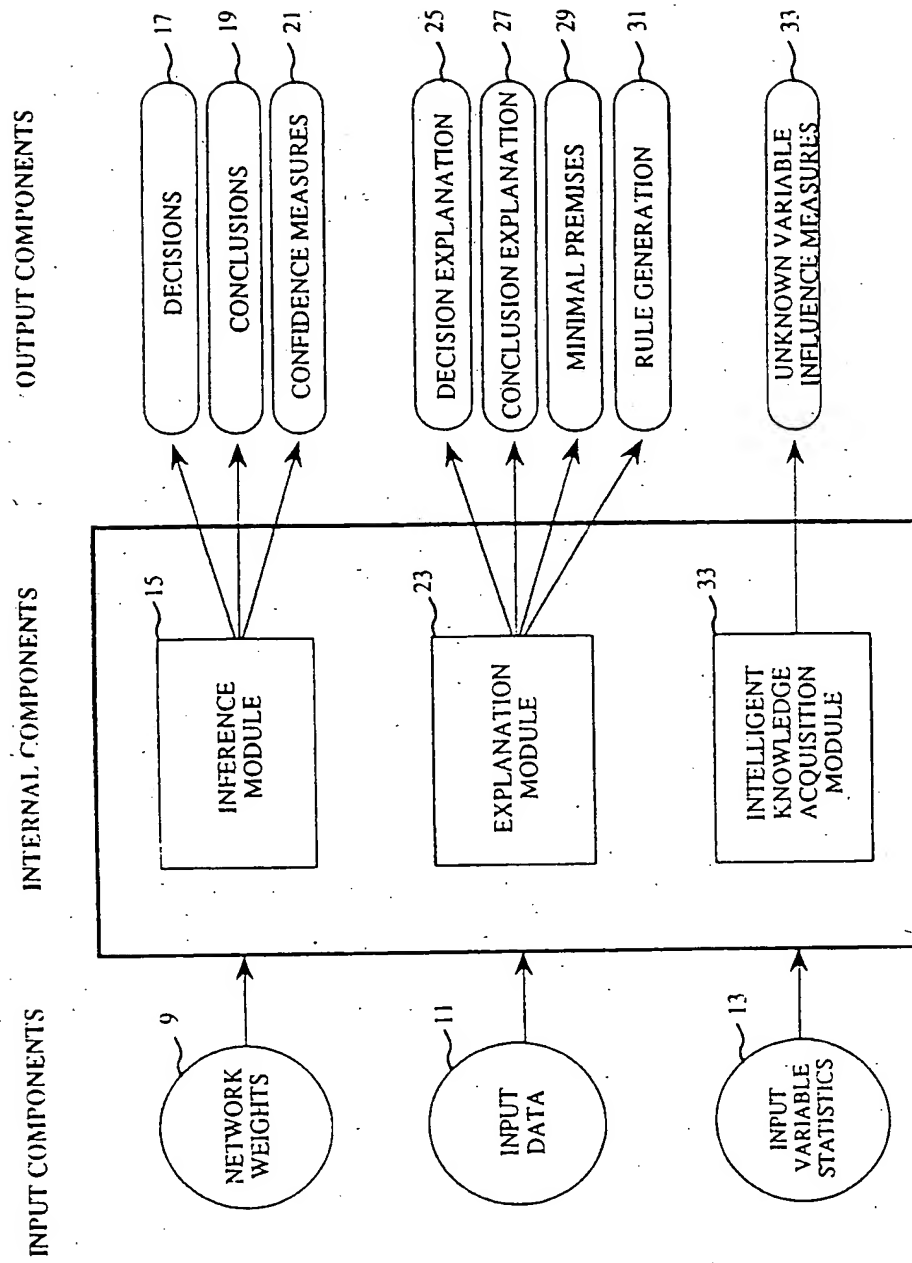 INPUT COMPONENTS
INTERNAL COMPONENTS
OUTPUT COMPONENTS
9
NETWORK
WEIGHTS
11
INPUT
DATA
13
INPUT
VARIABLE
STATISTICS
15
INFERENCE
MODULE
23
EXPLANATION
MODULE
33
INTELLIGENT
KNOWLEDGE
ACQUISITION
MODULE
DECISIONS
17
CONCLUSIONS
19
CONFIDENCE MEASURES
21
DECISION EXPLANATION
25
CONCLUSION EXPLANATION
27
MINIMAL PREMISES
29
RULE GENERATION
31
UNKNOWN VARIABLE
INFLUENCE MEASURES
33